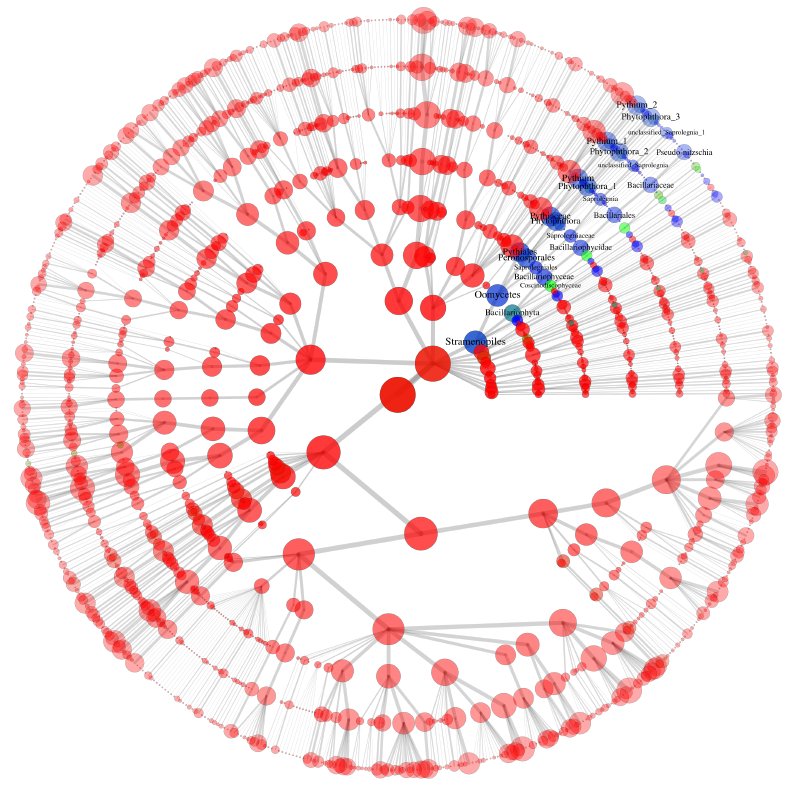 Pythium_2
Phytophthora_3
unclassified_Saprolegnia_1
Pythium_1
Phytophthora_2
Pseudo-nitzschia
unclassified_Saprolegnia
Pythium
Phytophthora_1
Bacillariaceae
Saprolegnia
Pythiaceae
Phytophthora
Bacillariales
Saprolegniaceae
Bacillariophycidae
Pythiales
Peronosporales
Saprolegniales
Bacillariophyceae
Coscinodiscophyceae
Oomycetes
Bacillariophyta
Stramenopiles